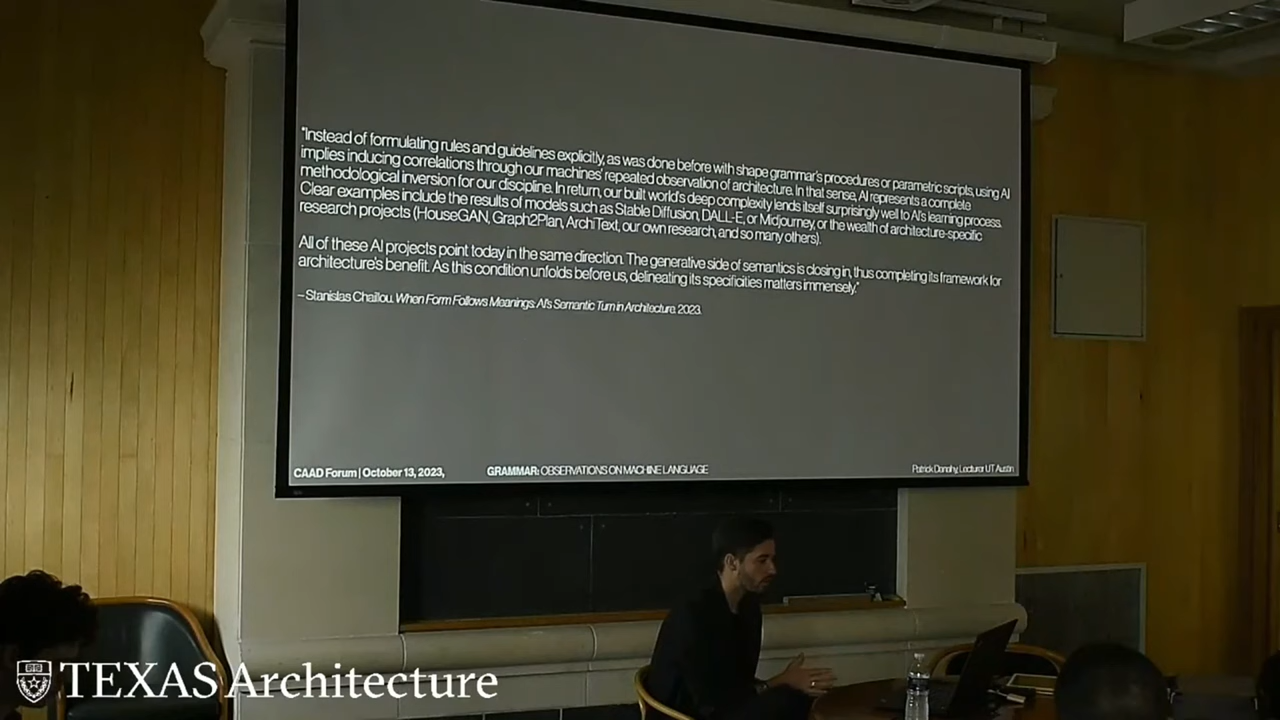 "Instead of formulating rules and guidelines explicitly, as was done before with shape grammar's procedures or parametric scripts, using AI
implies inducing correlations through our machines' repeated observation of architecture. In that sense, AI represents a complete
methodological inversion for our discipline. In return, our built world's deep complexity lends itself surprisingly well to AI's learning process.
Clear examples include the results of models such as Stable Diffusion, DALL-E, or Midjourney, or the wealth of architecture-specific
research projects (HouseGAN, Graph2Plan, ArchiText, our own research, and so many others).
All of these AI projects point today in the same direction. The generative side of semantics is closing in, thus completing its framework for
architecture's benefit. As this condition unfolds before us, delineating its specificities matters immensely."
– Stanislas Chaillou. When Form Follows Meanings: AI's Semantic Turn in Architecture. 2023.
CAAD Forum | October 13, 2023,
GRAMMAR: OBSERVATIONS ON MACHINE LANGUAGE
Patrick Danahy, Lecturer UT Austin
TEXAS Architecture